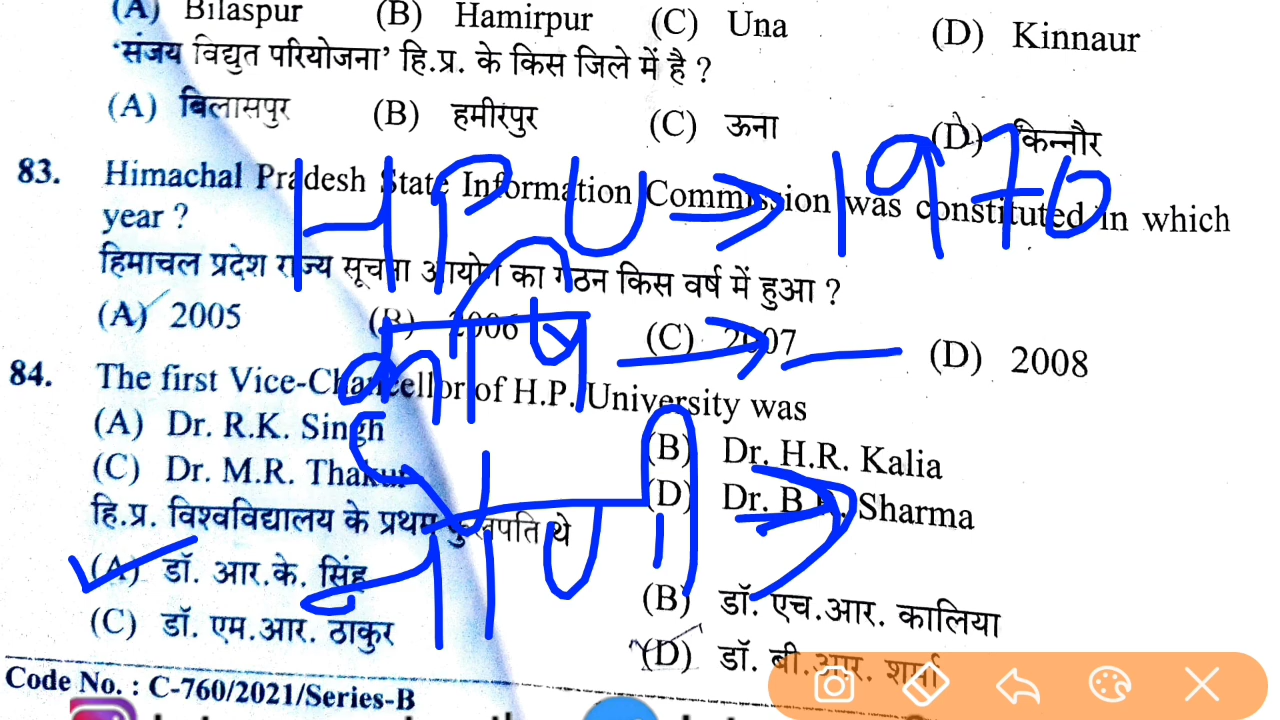 (A) Bilaspur (B) Hamirpur (C) Una (D) Kinnaur
'संजय विद्युत परियोजना' हि.प्र. के किस जिले में है ?
(A) बिलासपुर (B) हमीरपुर (C) ऊना (D) किन्नौर
83. Himachal Pradesh State Information Commission was constituted in which
year ?
HPU → 1970
हिमाचल प्रदेश राज्य सूचना आयोग का गठन किस वर्ष में हुआ ?
(A) 2005 (B) 2006 (C) 2007 (D) 2008
कृषि →
84. The first Vice-Chancellor of H.P. University was
(A) Dr. R.K. Singh (B) Dr. H.R. Kalia
(C) Dr. M.R. Thakur (D) Dr. B. Sharma
हि.प्र. विश्वविद्यालय के प्रथम कुलपति थे
(A) डॉ. आर.के. सिंह (B) डॉ. एच.आर. कालिया
(C) डॉ. एम.आर. ठाकुर (D) डॉ. बी.आर. शर्मा
Code No. : C-760/2021/Series-B